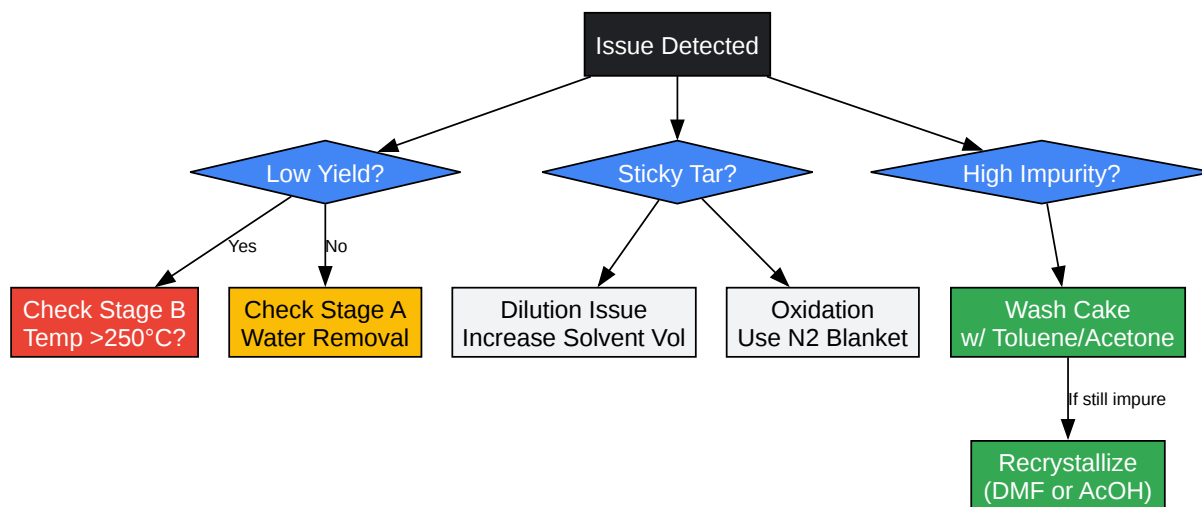 Issue Detected
Low Yield?
Sticky Tar?
High Impurity?
Yes
No
Check Stage B
Temp >250°C?
Check Stage A
Water Removal
Dilution Issue
Increase Solvent Vol
Oxidation
Use N2 Blanket
Wash Cake
w/ Toluene/Acetone
If still impure
Recrystallize
(DMF or AcOH)